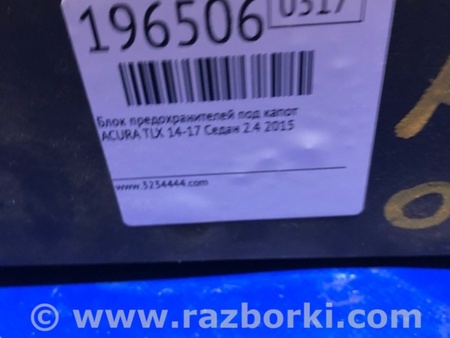 196506
0317
Блок предохранителей под капот
ACURA TLX 14-17 Седан 2.4 2015
www.3234444.com
© www.razborki.com